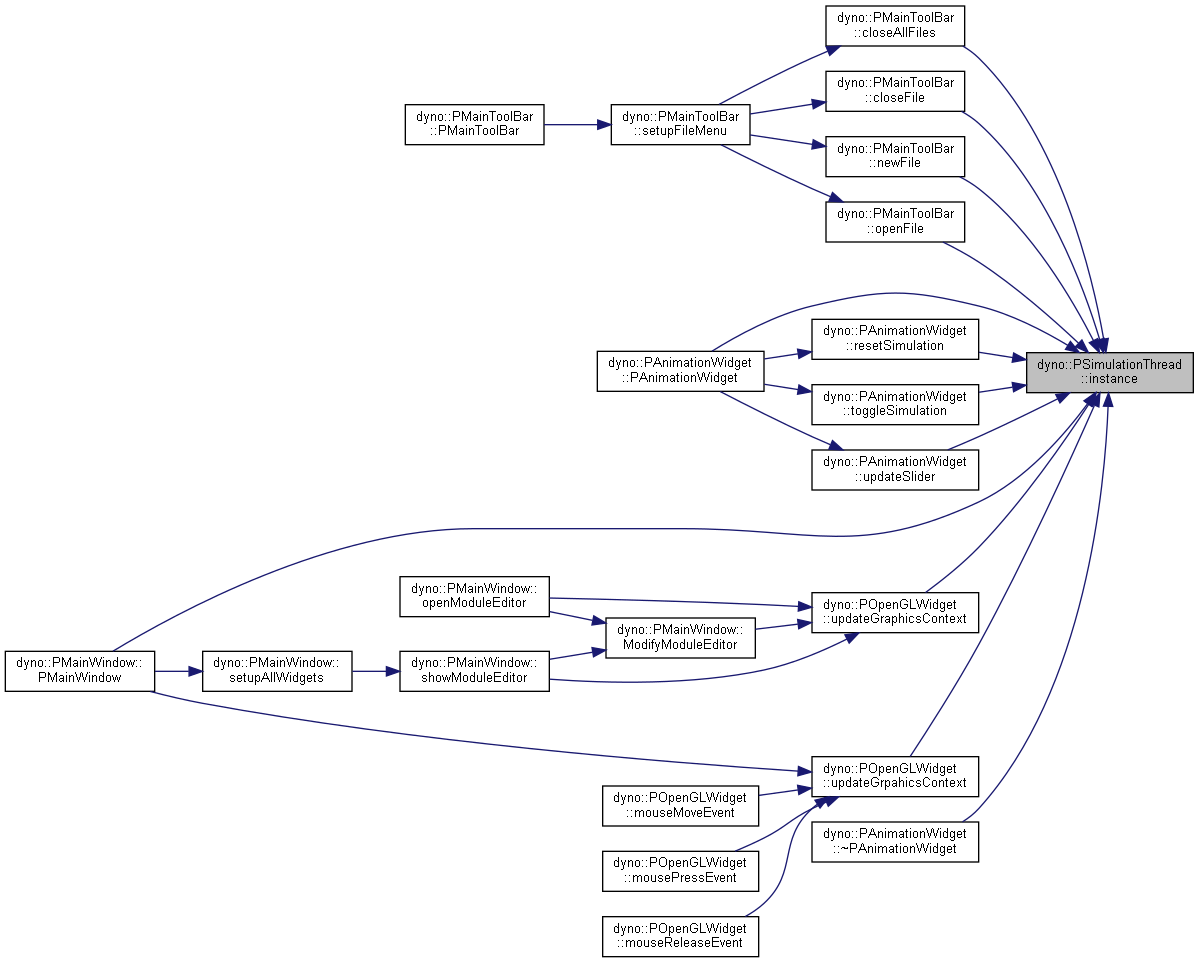 dyno::PMainToolBar
::closeAllFiles
dyno::PMainToolBar
::closeFile
dyno::PMainToolBar
::PMainToolBar
dyno::PMainToolBar
::setupFileMenu
dyno::PMainToolBar
::newFile
dyno::PMainToolBar
::openFile
dyno::PAnimationWidget
::resetSimulation
dyno::PAnimationWidget
::PAnimationWidget
dyno::PSimulationThread
::instance
dyno::PAnimationWidget
::toggleSimulation
dyno::PAnimationWidget
::updateSlider
dyno::PMainWindow::
openModuleEditor
dyno::POpenGLWidget
::updateGraphicsContext
dyno::PMainWindow::
ModifyModuleEditor
dyno::PMainWindow::
PMainWindow
dyno::PMainWindow::
setupAllWidgets
dyno::PMainWindow::
showModuleEditor
dyno::POpenGLWidget
::updateGrpahicsContext
dyno::POpenGLWidget
::mouseMoveEvent
dyno::PAnimationWidget
::~PAnimationWidget
dyno::POpenGLWidget
::mousePressEvent
dyno::POpenGLWidget
::mouseReleaseEvent